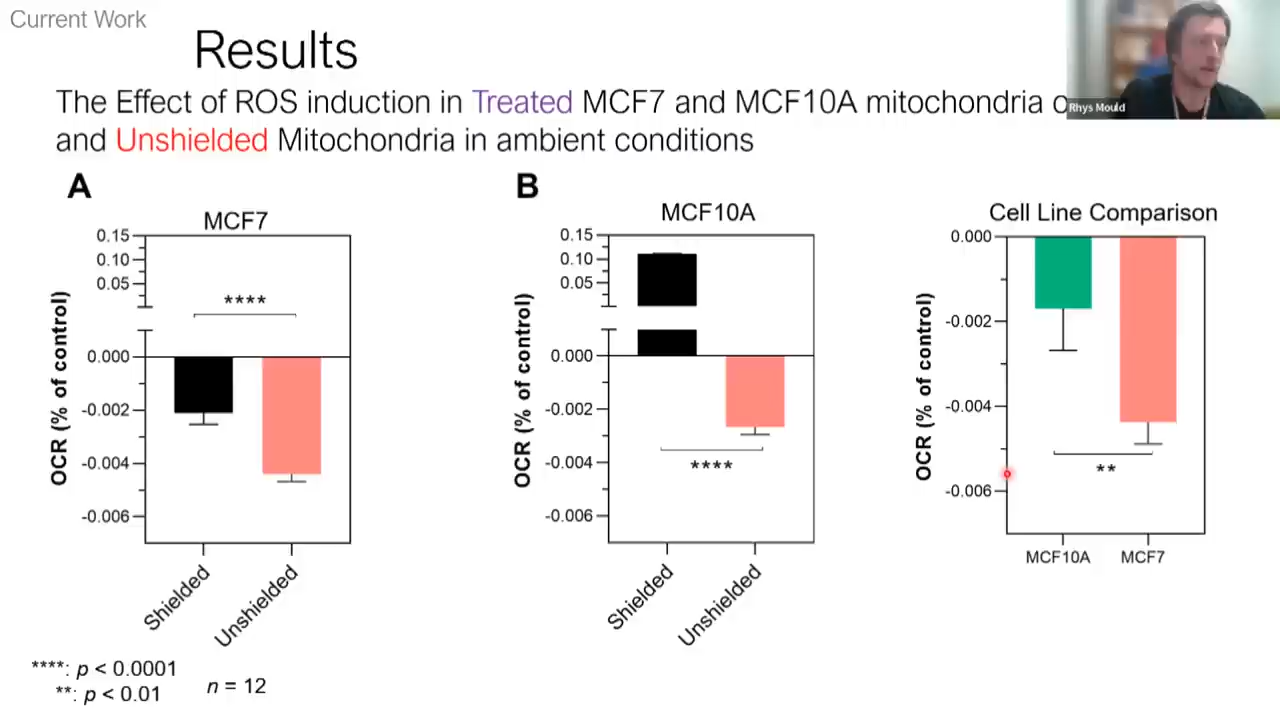 Current Work
Results
The Effect of ROS induction in Treated MCF7 and MCF10A mitochondria
and Unshielded Mitochondria in ambient conditions
Rhys Mould
A
MCF7
0.15
0.10
0.05
0.000
-0.002
-0.004
-0.006
OCR (% of control)
****
Shielded
Unshielded
B
MCF10A
0.15
0.10
0.05
0.000
-0.002
-0.004
-0.006
OCR (% of control)
****
Shielded
Unshielded
Cell Line Comparison
0.000
-0.002
-0.004
-0.006
OCR (% of control)
**
MCF10A
MCF7
****: p < 0.0001
**: p < 0.01
n = 12